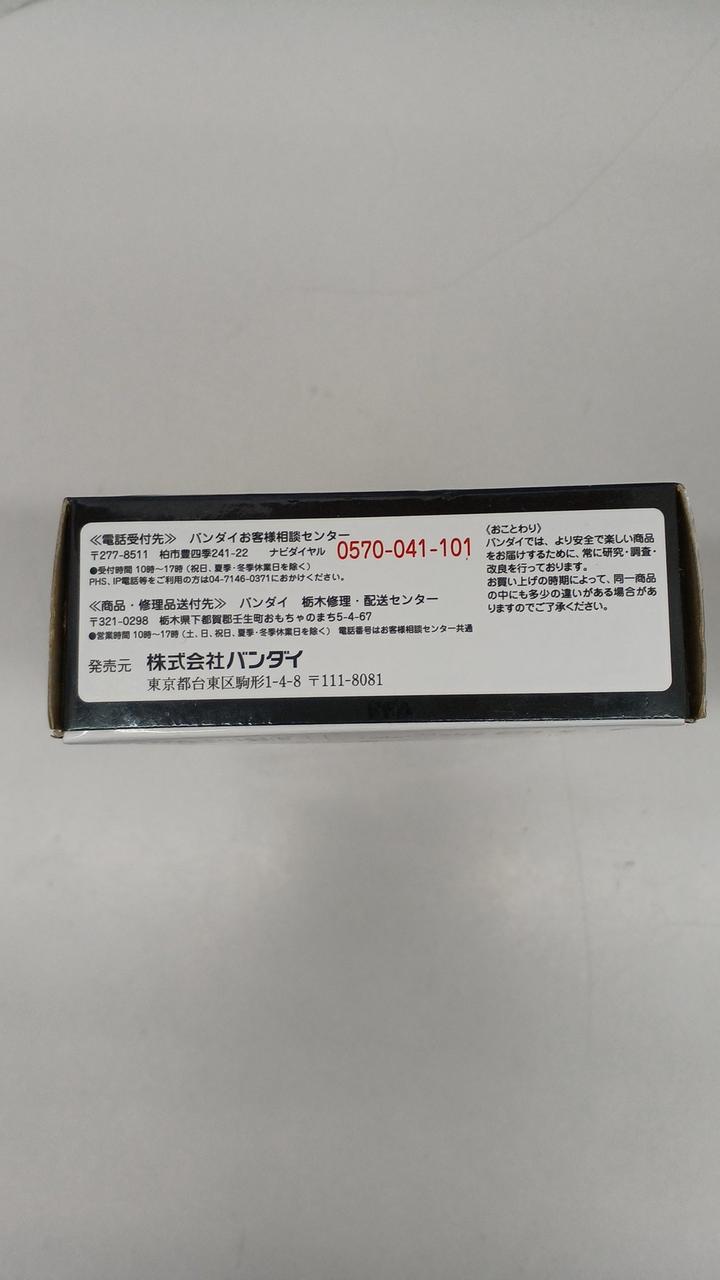 ≪電話受付先≫ バンダイお客様相談センター
〒277-8511 柏市豊四季241-22 ナビダイヤル 0570-041-101
●受付時間 10時〜17時 (祝日、夏季・冬季休業日を除く)
PHS、IP電話等をご利用の方は04-7146-0371におかけください。
≪商品・修理品送付先≫ バンダイ 栃木修理・配送センター
〒321-0298 栃木県下都賀郡壬生町おもちゃのまち5-4-67
●営業時間 10時〜17時 (土、日、祝日、夏季・冬季休業日を除く) 電話番号はお客様相談センター共通
発売元 株式会社バンダイ
東京都台東区駒形1-4-8 〒111-8081
《おことわり》
バンダイでは、より安全で楽しい商品
をお届けするために、常に研究・調査・
改良を行っております。
お買い上げの時期によって、同一商品
の中にも多少の違いがある場合があ
りますのでご了承ください。